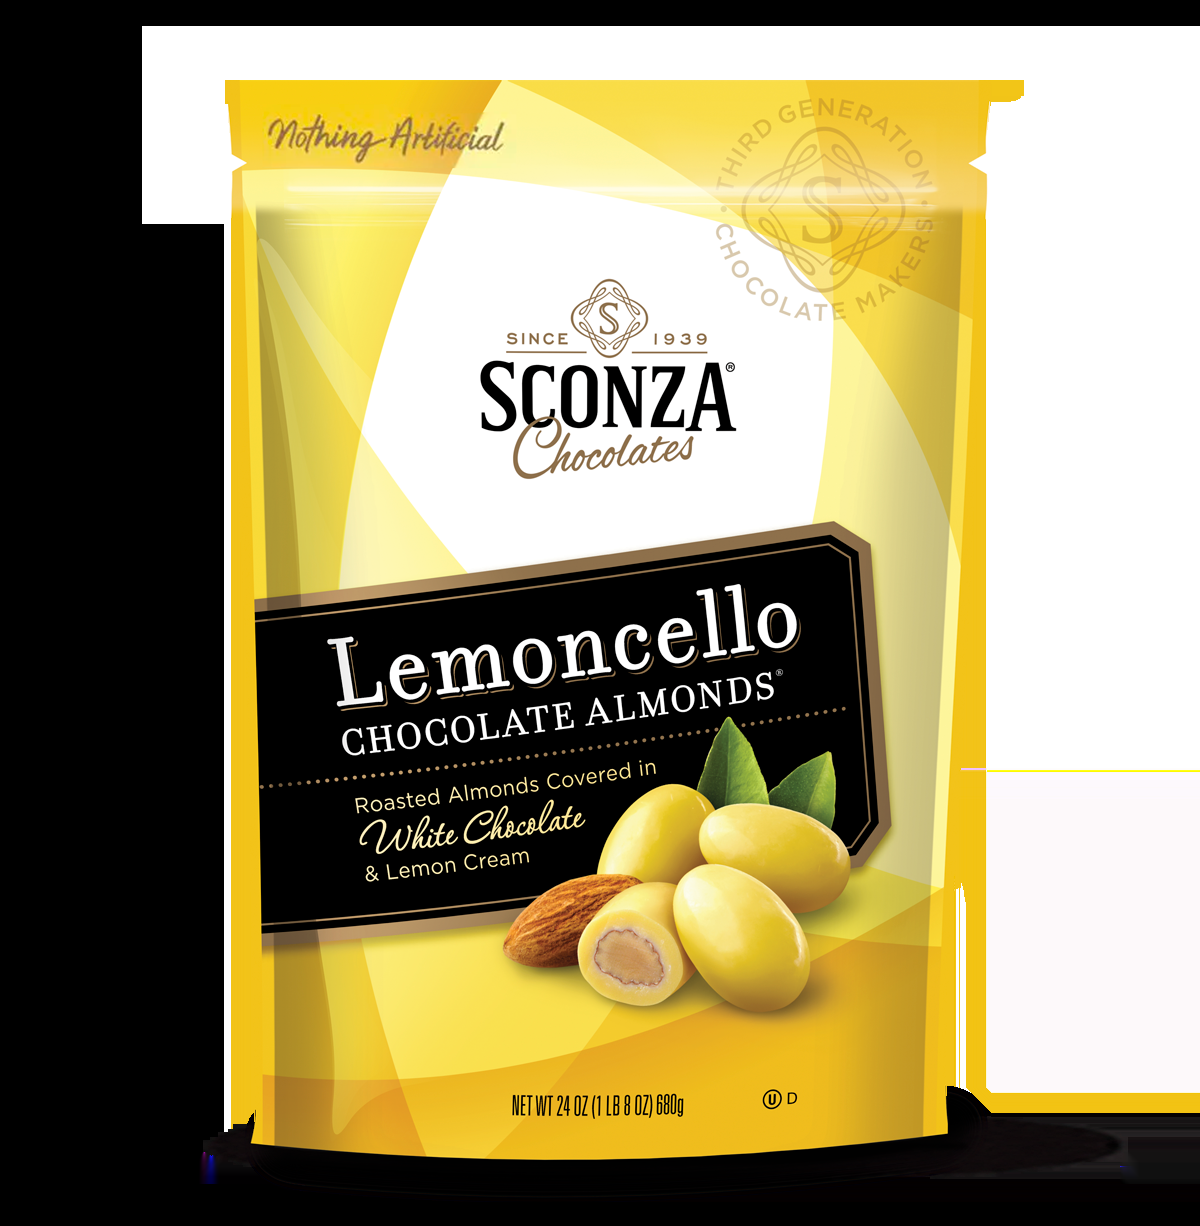 Nothing Artificial
THIRD GENERATION
S
CHOCOLATE MAKERS
S
SINCE 1939
SCONZA®
Chocolates
Lemoncello
CHOCOLATE ALMONDS®
Roasted Almonds Covered in
White Chocolate
& Lemon Cream
NET WT 24 OZ (1 LB 8 OZ) 680g
U D